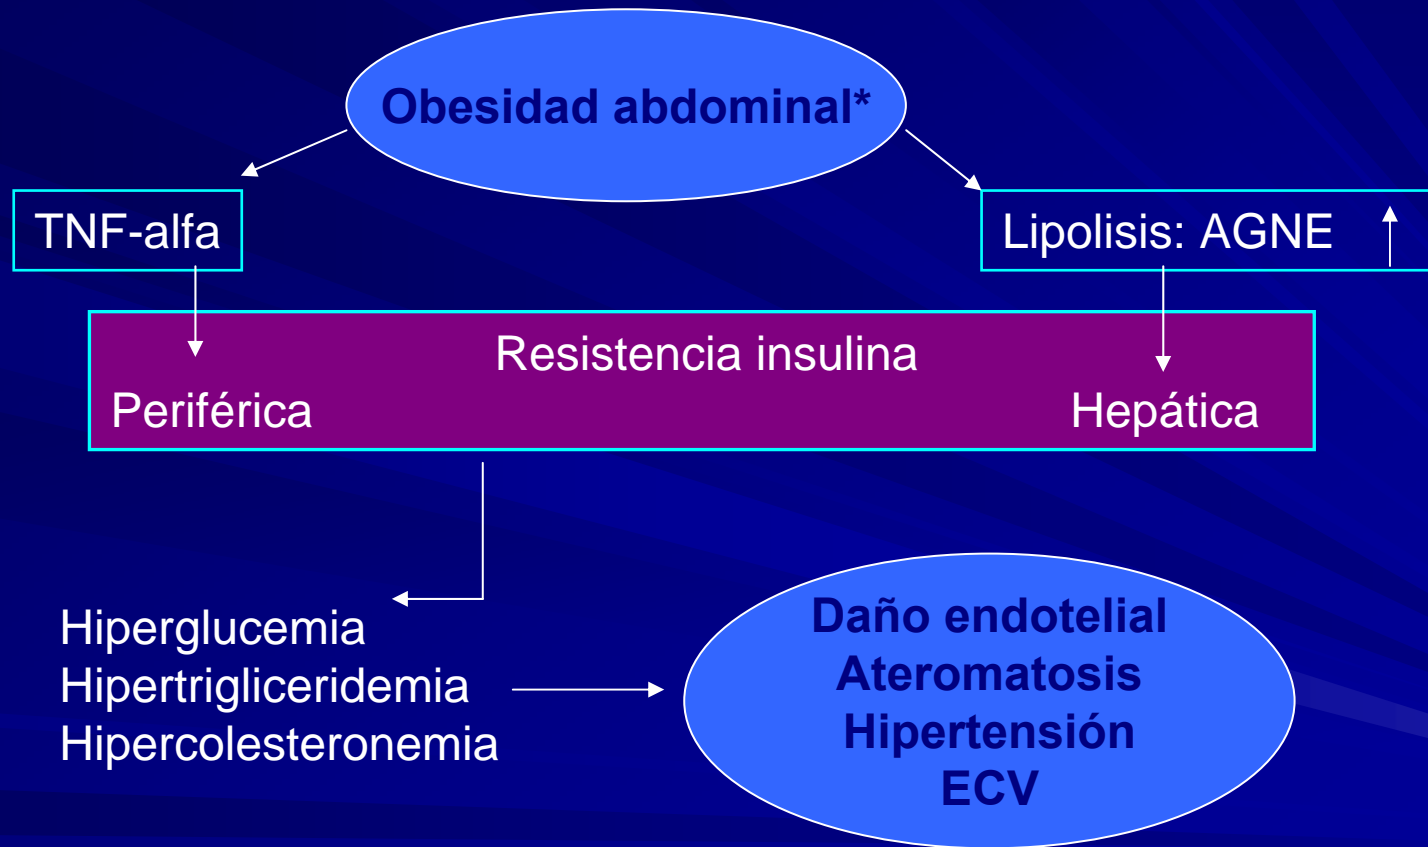 Obesidad abdominal*
TNF-alfa
Lipolisis: AGNE
Resistencia insulina
Periférica
Hepática
Hiperglucemia
Hipertrigliceridemia
Hipercolesteronemia
Daño endotelial
Ateromatosis
Hipertensión
ECV